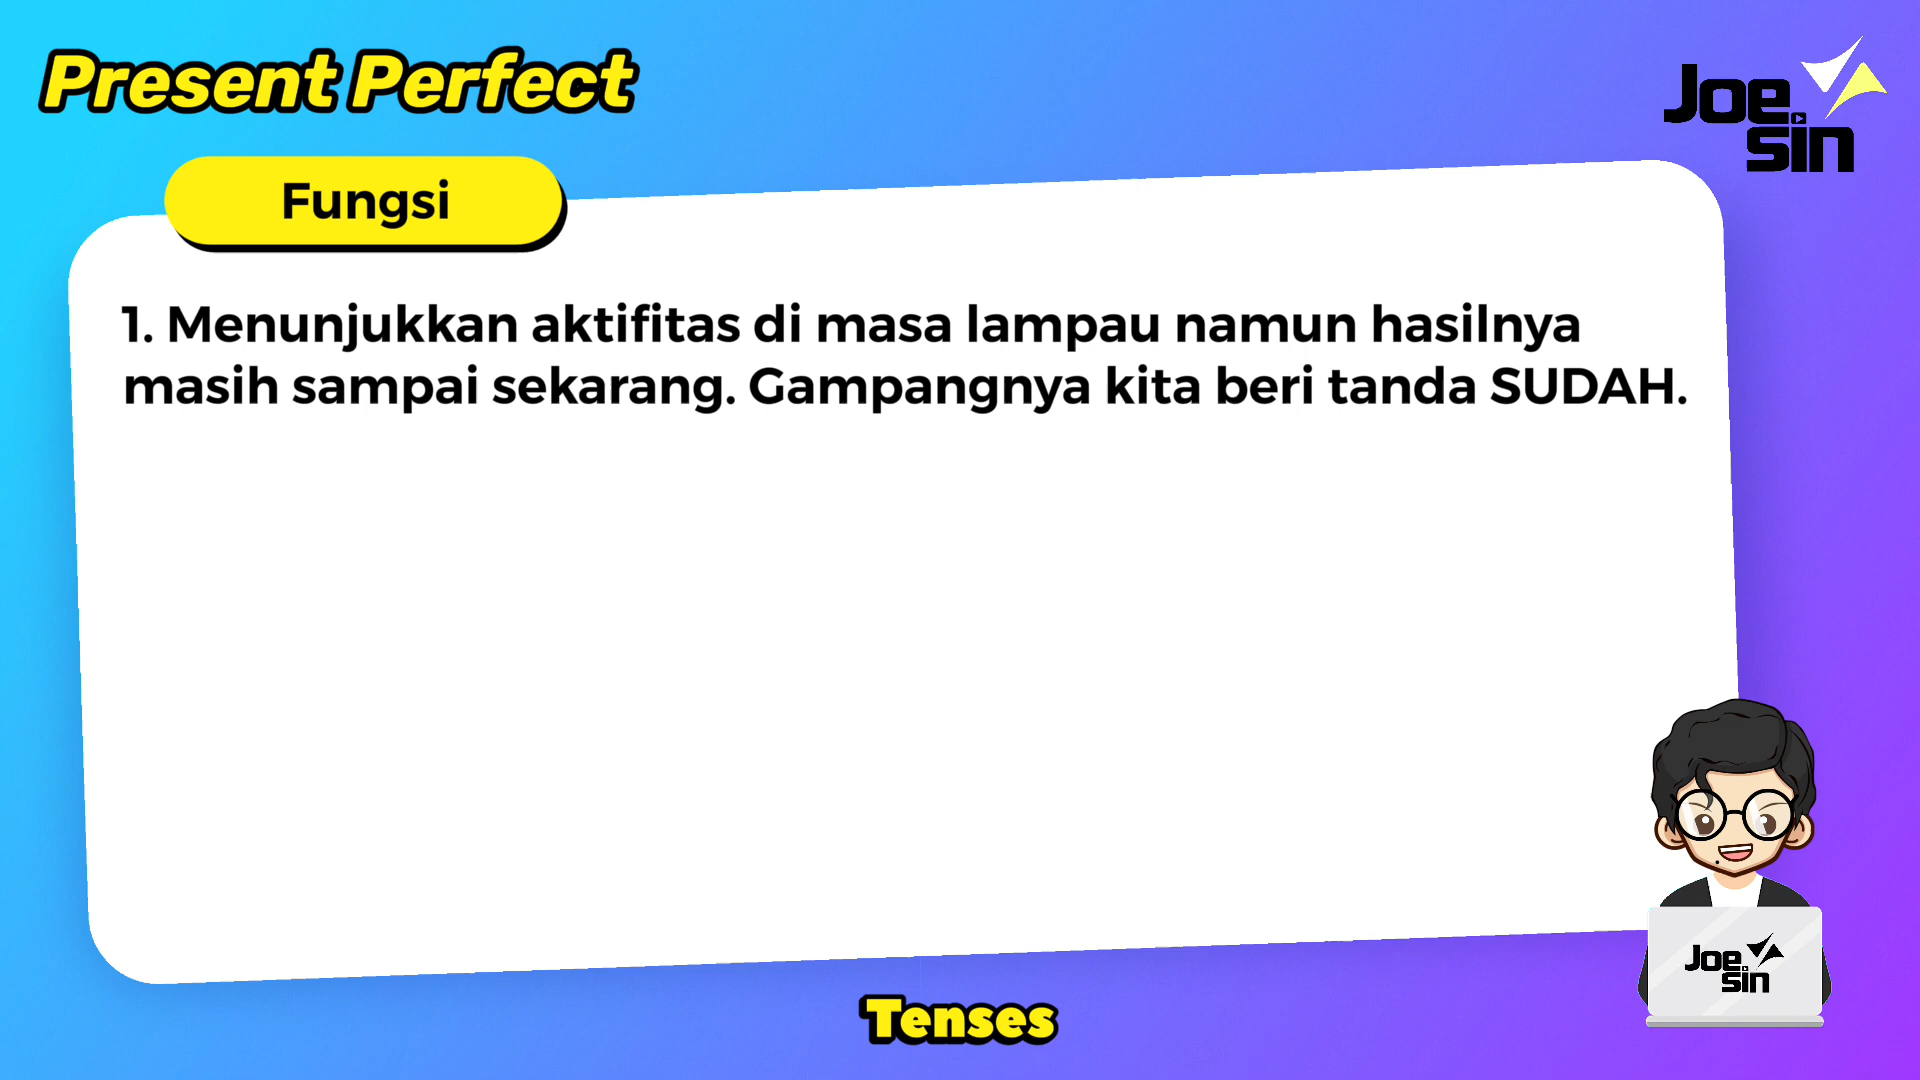 Present Perfect
Joe
sin
Fungsi
1. Menunjukkan aktifitas di masa lampau namun hasilnya
masih sampai sekarang. Gampangnya kita beri tanda SUDAH.
Joe
sin
Tenses